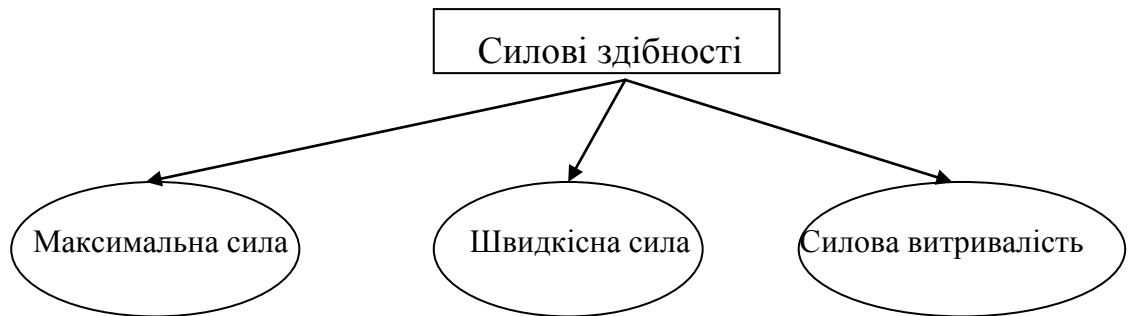 Силові здібності
Максимальна сила
Швидкісна сила
Силова витривалість